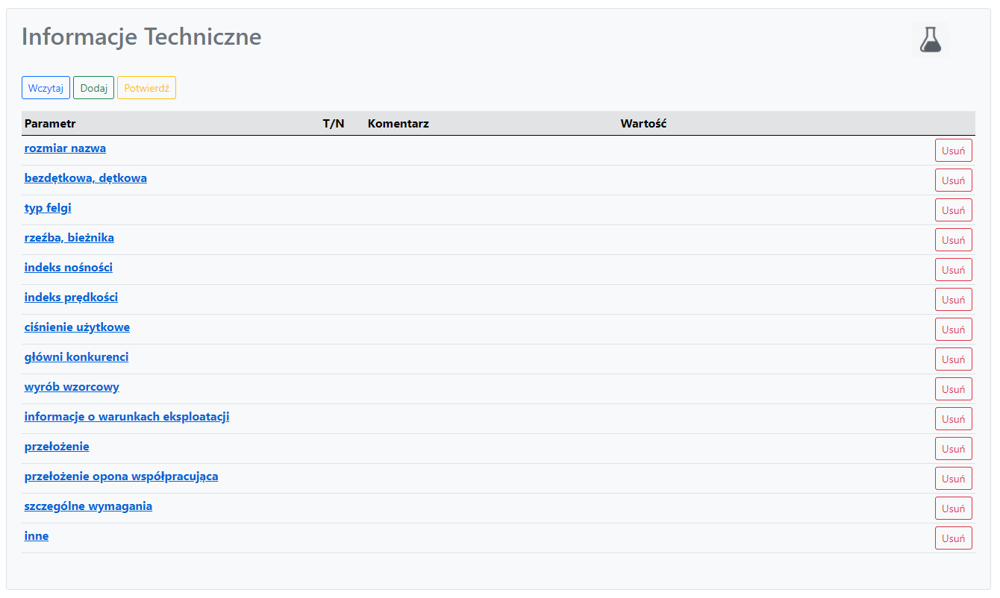 Informacje Techniczne
Wczytaj Dodaj Potwierdź
Parametr T/N Komentarz Wartość
rozmiar nazwa Usuń
bezdętkowa, dętkowa Usuń
typ felgi Usuń
rzeźba, bieżnika Usuń
indeks nośności Usuń
indeks prędkości Usuń
ciśnienie użytkowe Usuń
główni konkurenci Usuń
wyrób wzorcowy Usuń
informacje o warunkach eksploatacji Usuń
przełożenie Usuń
przełożenie opona współpracująca Usuń
szczególne wymagania Usuń
inne Usuń